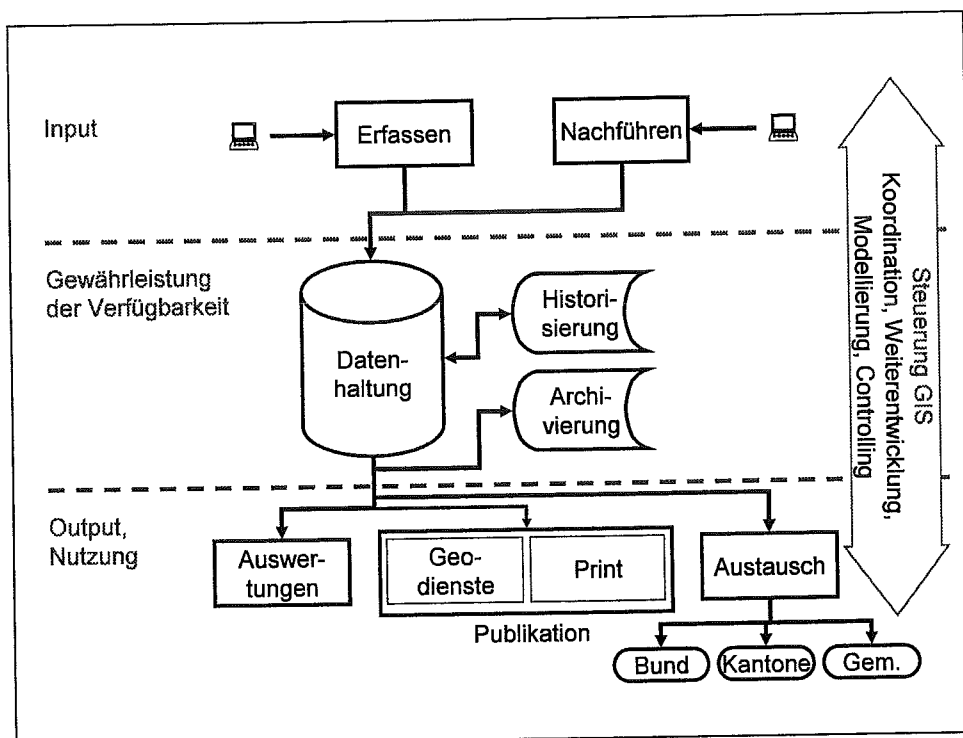 Input
Erfassen
Nachführen
Gewährleistung
der Verfügbarkeit
Daten-
haltung
Histori-
sierung
Archi-
vierung
Output,
Nutzung
Auswer-
tungen
Geo-
dienste
Print
Publikation
Austausch
Bund
Kantone
Gem.
Steuerung GIS
Koordination, Weiterentwicklung,
Modellierung, Controlling